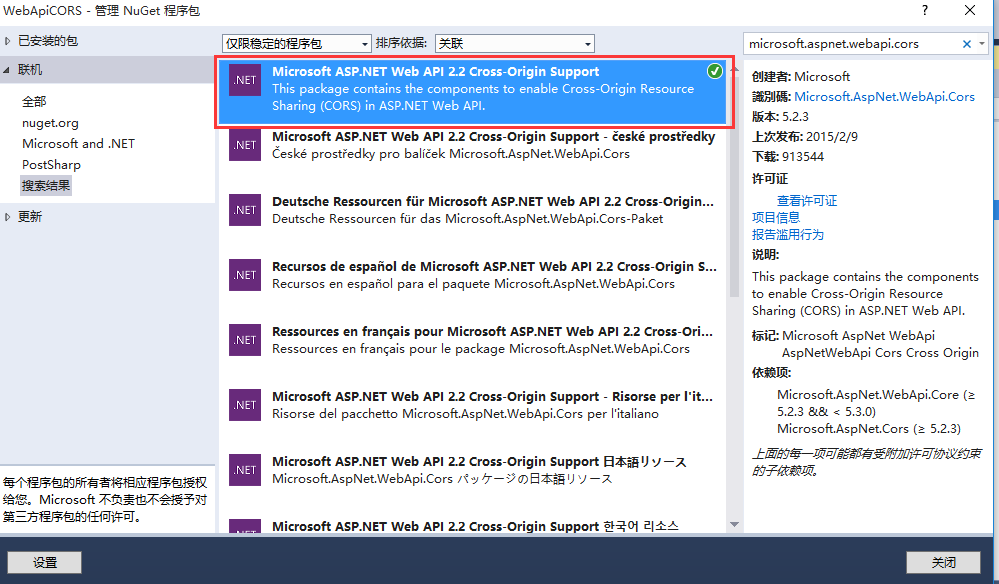 WebApiCORS - 管理 NuGet 程序包
已安装的包
联机
全部
nuget.org
Microsoft and .NET
PostSharp
搜索结果
更新
每个程序包的所有者将相应程序包授权
给您。Microsoft 不负责也不会授予对
第三方程序包的任何许可。
设置
仅限稳定的程序包
排序依据:
关联
.NET
Microsoft ASP.NET Web API 2.2 Cross-Origin Support
This package contains the components to enable Cross-Origin Resource
Sharing (CORS) in ASP.NET Web API.
.NET
Microsoft ASP.NET Web API 2.2 Cross-Origin Support - české prostředky
České prostředky pro balíček Microsoft.AspNet.WebApi.Cors
.NET
Deutsche Ressourcen für Microsoft ASP.NET Web API 2.2 Cross-Origin...
Deutsche Ressourcen für das Microsoft.AspNet.WebApi.Cors-Paket
.NET
Recursos de español de Microsoft ASP.NET Web API 2.2 Cross-Origin S...
Recursos en español para el paquete Microsoft.AspNet.WebApi.Cors
.NET
Ressources en français pour Microsoft ASP.NET Web API 2.2 Cross-Ori...
Ressources en français pour le package Microsoft.AspNet.WebApi.Cors
.NET
Microsoft ASP.NET Web API 2.2 Cross-Origin Support - Risorse per l'it...
Risorse del pacchetto Microsoft.AspNet.WebApi.Cors per l'italiano
.NET
Microsoft ASP.NET Web API 2.2 Cross-Origin Support 日本語リソース
Microsoft.AspNet.WebApi.Cors パッケージの日本語リソース
.NET
Microsoft ASP.NET Web API 2.2 Cross-Origin Support 한국어 리소스
microsoft.aspnet.webapi.cors
创建者: Microsoft
識別碼: Microsoft.AspNet.WebApi.Cors
版本: 5.2.3
上次发布: 2015/2/9
下载: 913544
许可证
查看许可证
项目信息
报告滥用行为
说明:
This package contains the components
to enable Cross-Origin Resource
Sharing (CORS) in ASP.NET Web API.
标记: Microsoft AspNet WebApi
AspNetWebApi Cors Cross Origin
依赖项:
Microsoft.AspNet.WebApi.Core (≥
5.2.3 && < 5.3.0)
Microsoft.AspNet.Cors (≥ 5.2.3)
上面的每一项可能都有受附加许可协议约束
的子依赖项。
关闭